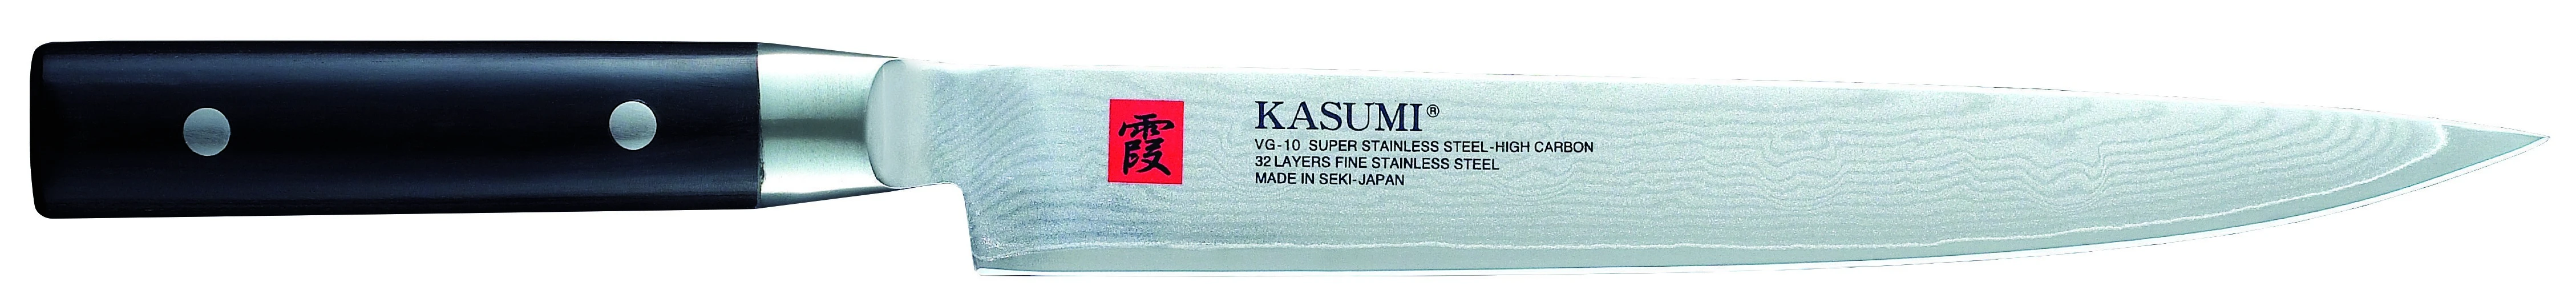 霞
KASUMI®
VG-10 SUPER STAINLESS STEEL-HIGH CARBON
32 LAYERS FINE STAINLESS STEEL
MADE IN SEKI-JAPAN